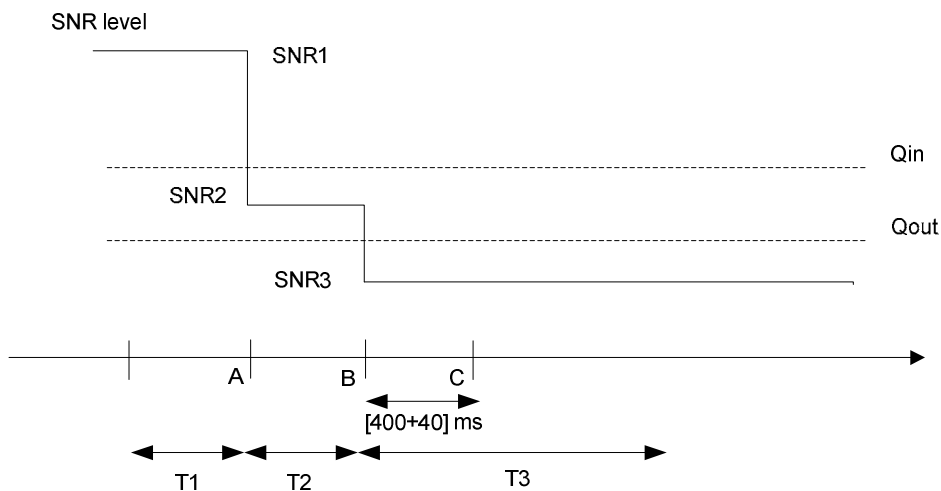 SNR level
SNR1
Qin
SNR2
Qout
SNR3
A
B
C
[400+40] ms
T1
T2
T3